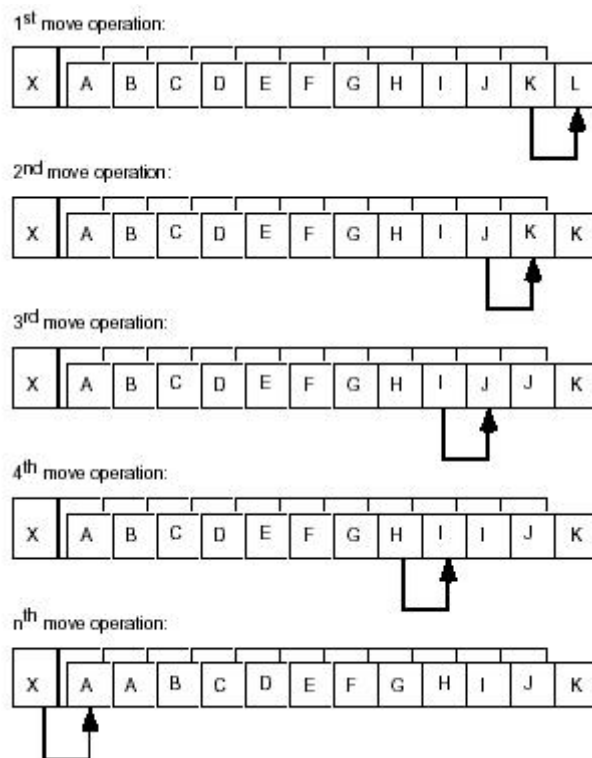 1st move operation:
X A B C D E F G H I J K L
2nd move operation:
X A B C D E F G H I J K K
3rd move operation:
X A B C D E F G H I J J K
4th move operation:
X A B C D E F G H I I J K
nth move operation:
X A A B C D E F G H I J K